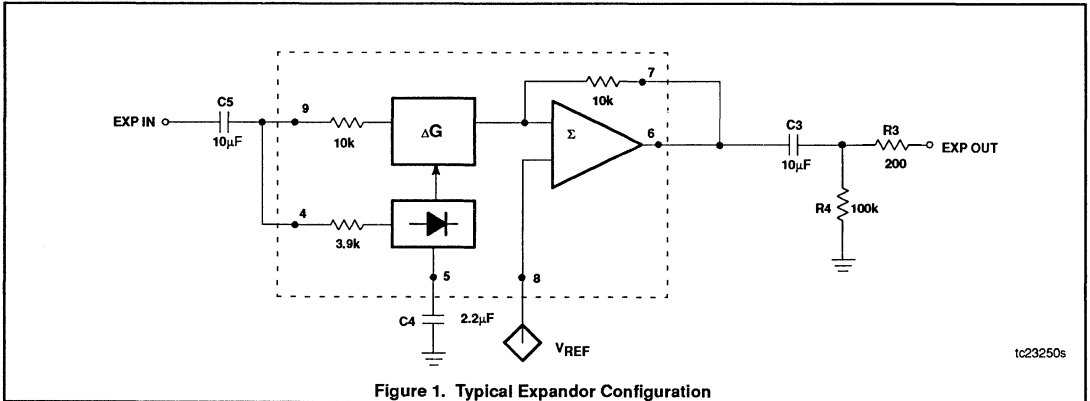 EXP IN
C5
10µF
9
10k
ΔG
4
3.9k
5
C4
2.2µF
10k
7
Σ
6
8
VREF
C3
10µF
R3
200
EXP OUT
R4
100k
tc23250s
Figure 1. Typical Expandor Configuration